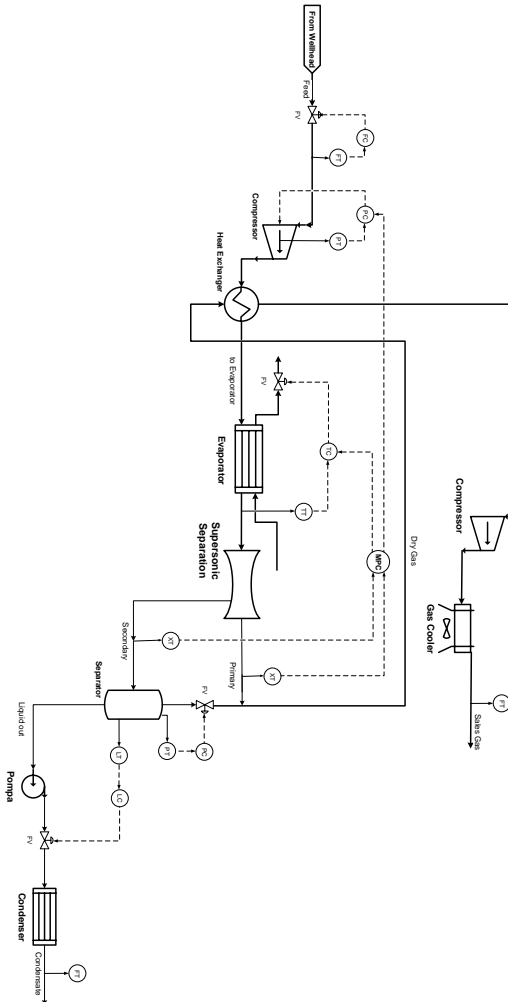 From Wellhead
Feed
FV
FC
FT
PC
PT
Compressor
Heat Exchanger
to Evaporator
FV
Evaporator
TC
TT
Supersonic
Separation
MPC
Dry Gas
Compressor
Gas Cooler
FT
Sales Gas
XT
Secondary
XT
Primary
Separator
FV
PT
PC
LT
LC
Liquid out
Pompa
FV
Condenser
FT
Condensate